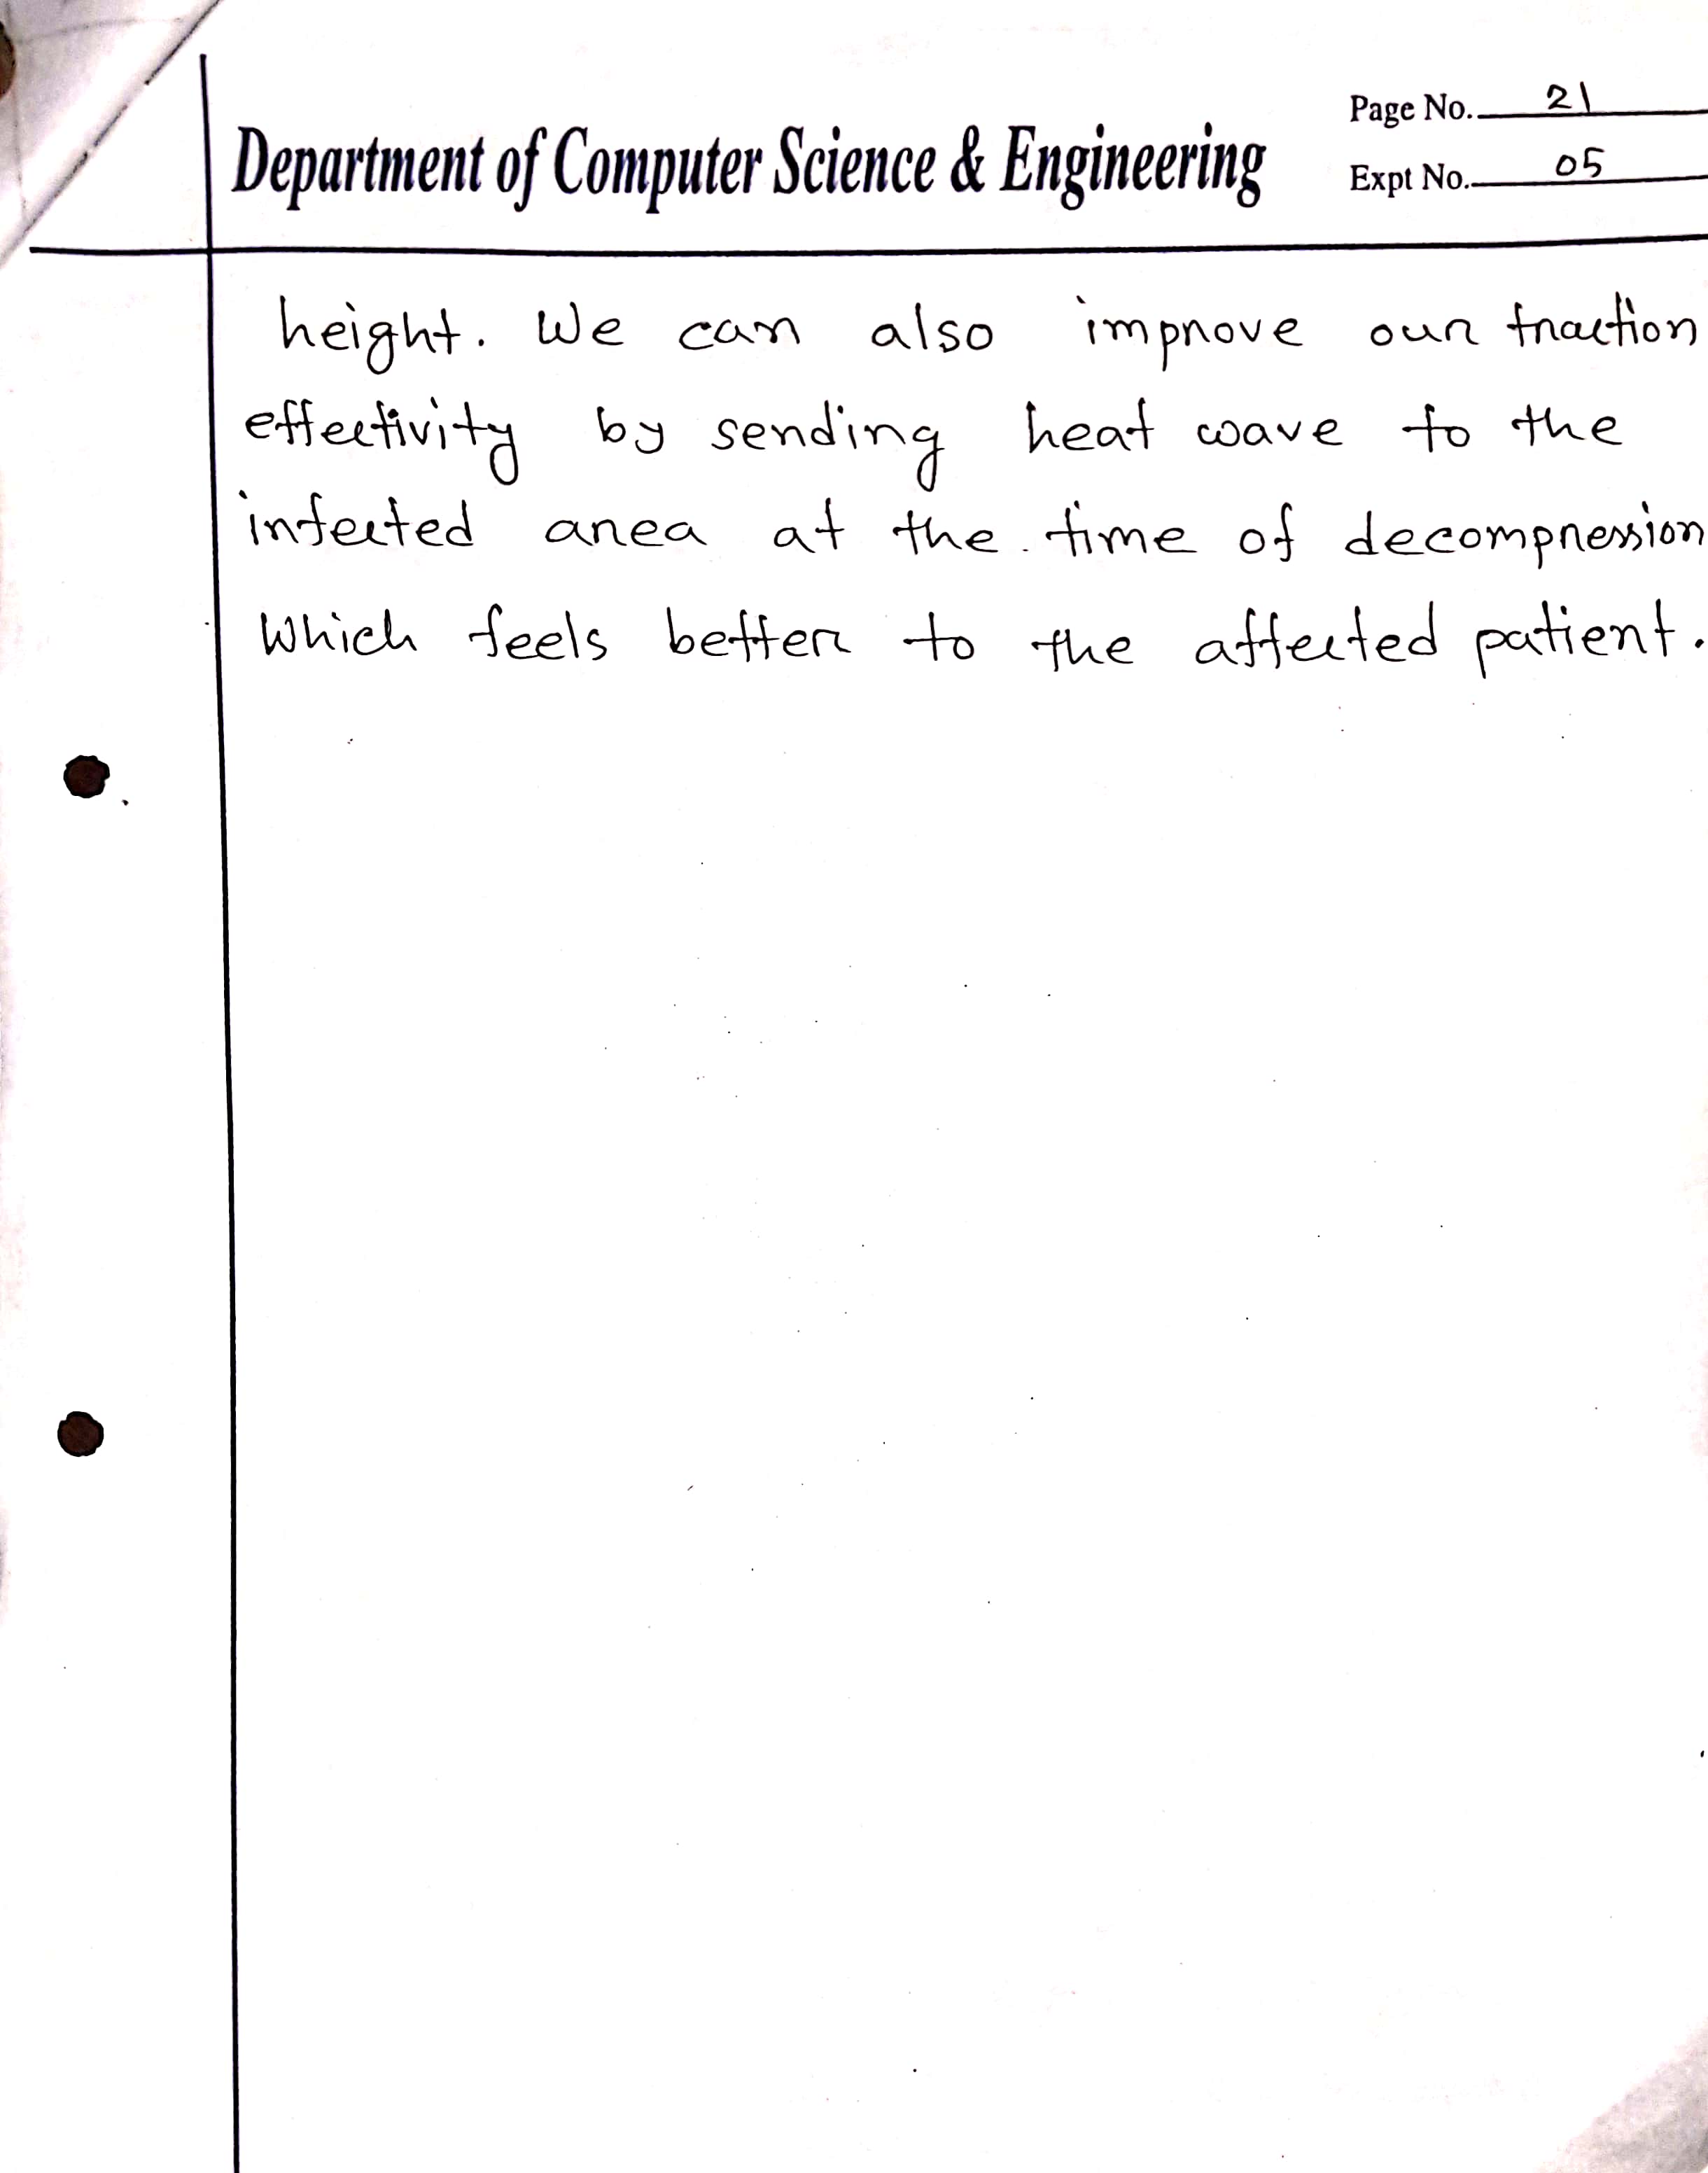 Page No. 21
Department of Computer Science & Engineering
Expt No. 05
height. We can also improve our traction
effectivity by sending heat wave to the
infected area at the time of decompression
Which feels better to the affected patient.